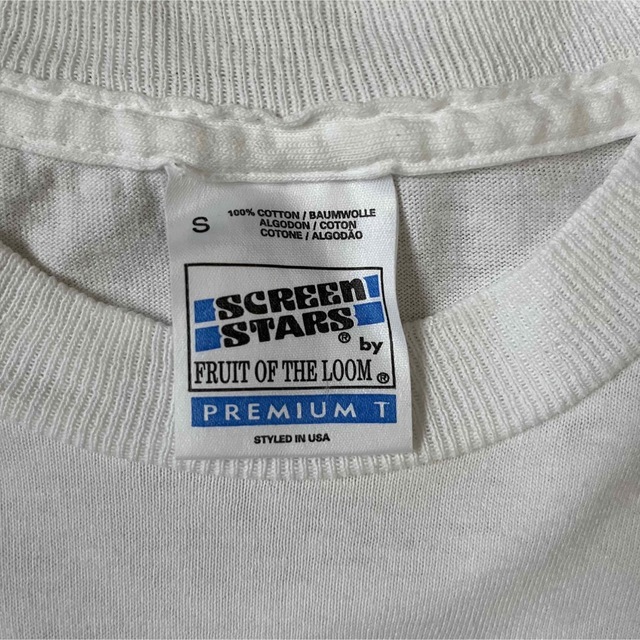 S
100% COTTON / BAUMWOLLE
ALGODON / COTON
COTONE / ALGODÃO
SCREEN
STARS®
by
FRUIT OF THE LOOM®
PREMIUM T
STYLED IN USA